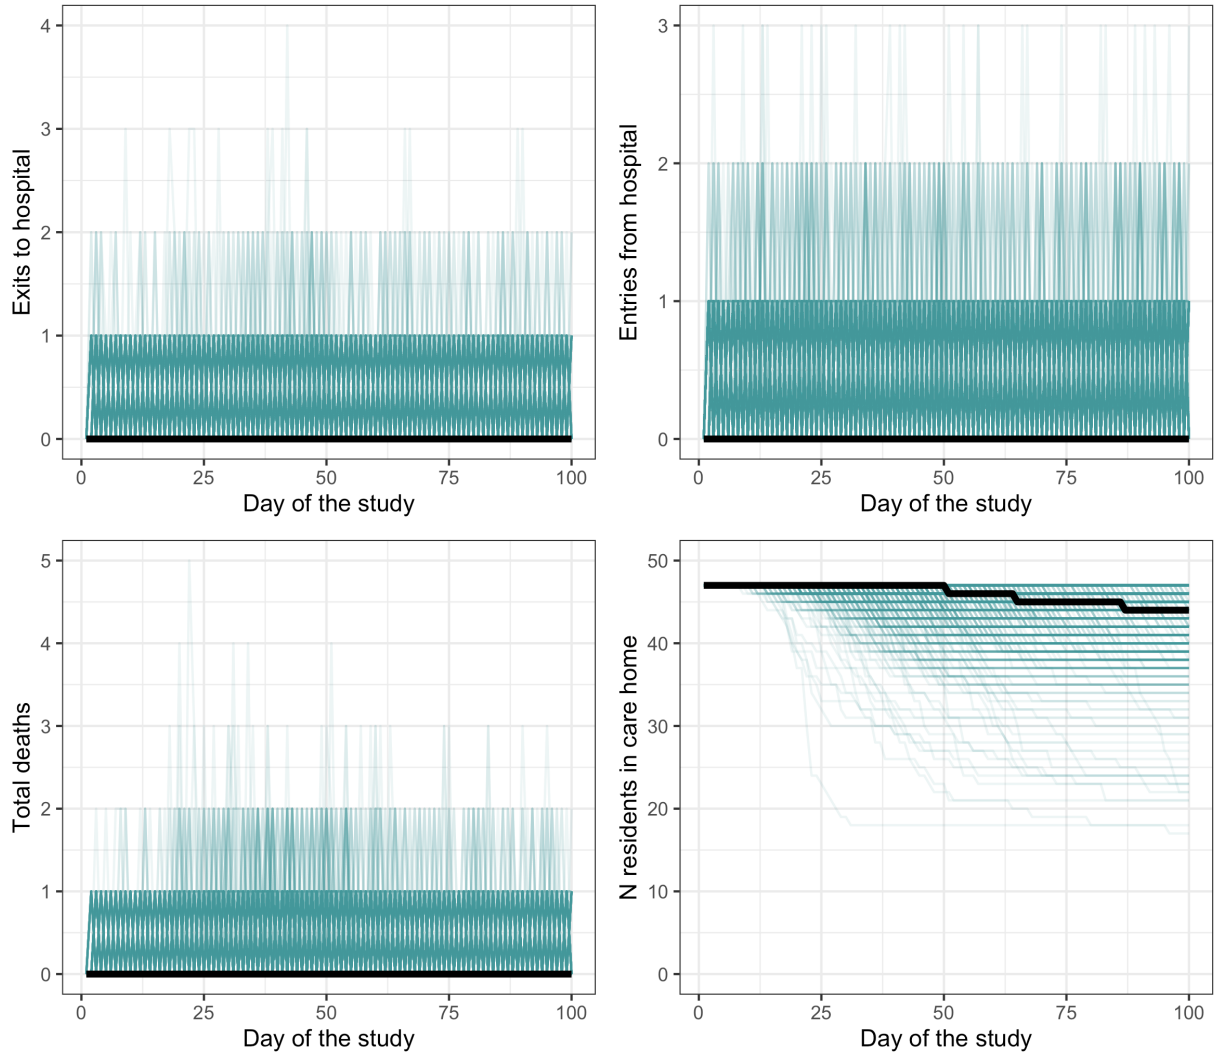 Exits to hospital
4
3
2
1
0
0 25 50 75 100
Day of the study
Entries from hospital
3
2
1
0
0 25 50 75 100
Day of the study
Total deaths
5
4
3
2
1
0
0 25 50 75 100
Day of the study
N residents in care home
50
40
30
20
10
0
0 25 50 75 100
Day of the study